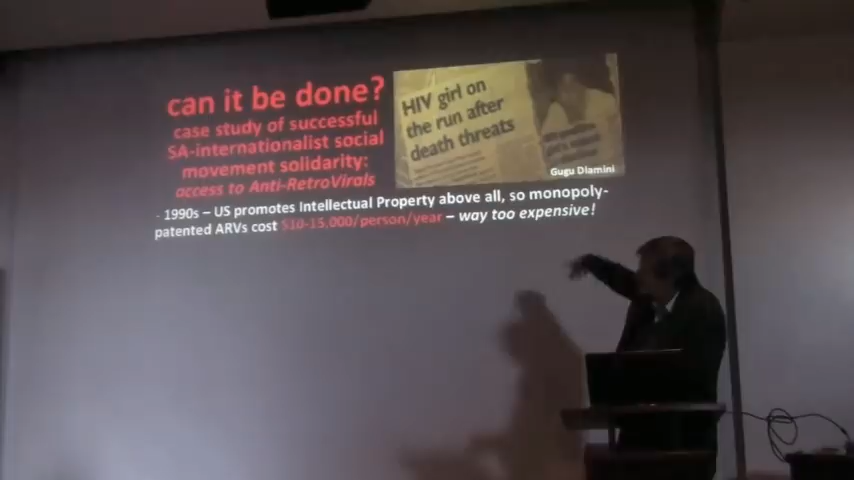 can it be done?
case study of successful
SA-internationalist social
movement solidarity:
access to Anti-RetroVirals
HIV girl on
the run after
death threats
Gugu Dlamini
- 1990s – US promotes Intellectual Property above all, so monopoly-
patented ARVs cost $10-15,000/person/year – way too expensive!